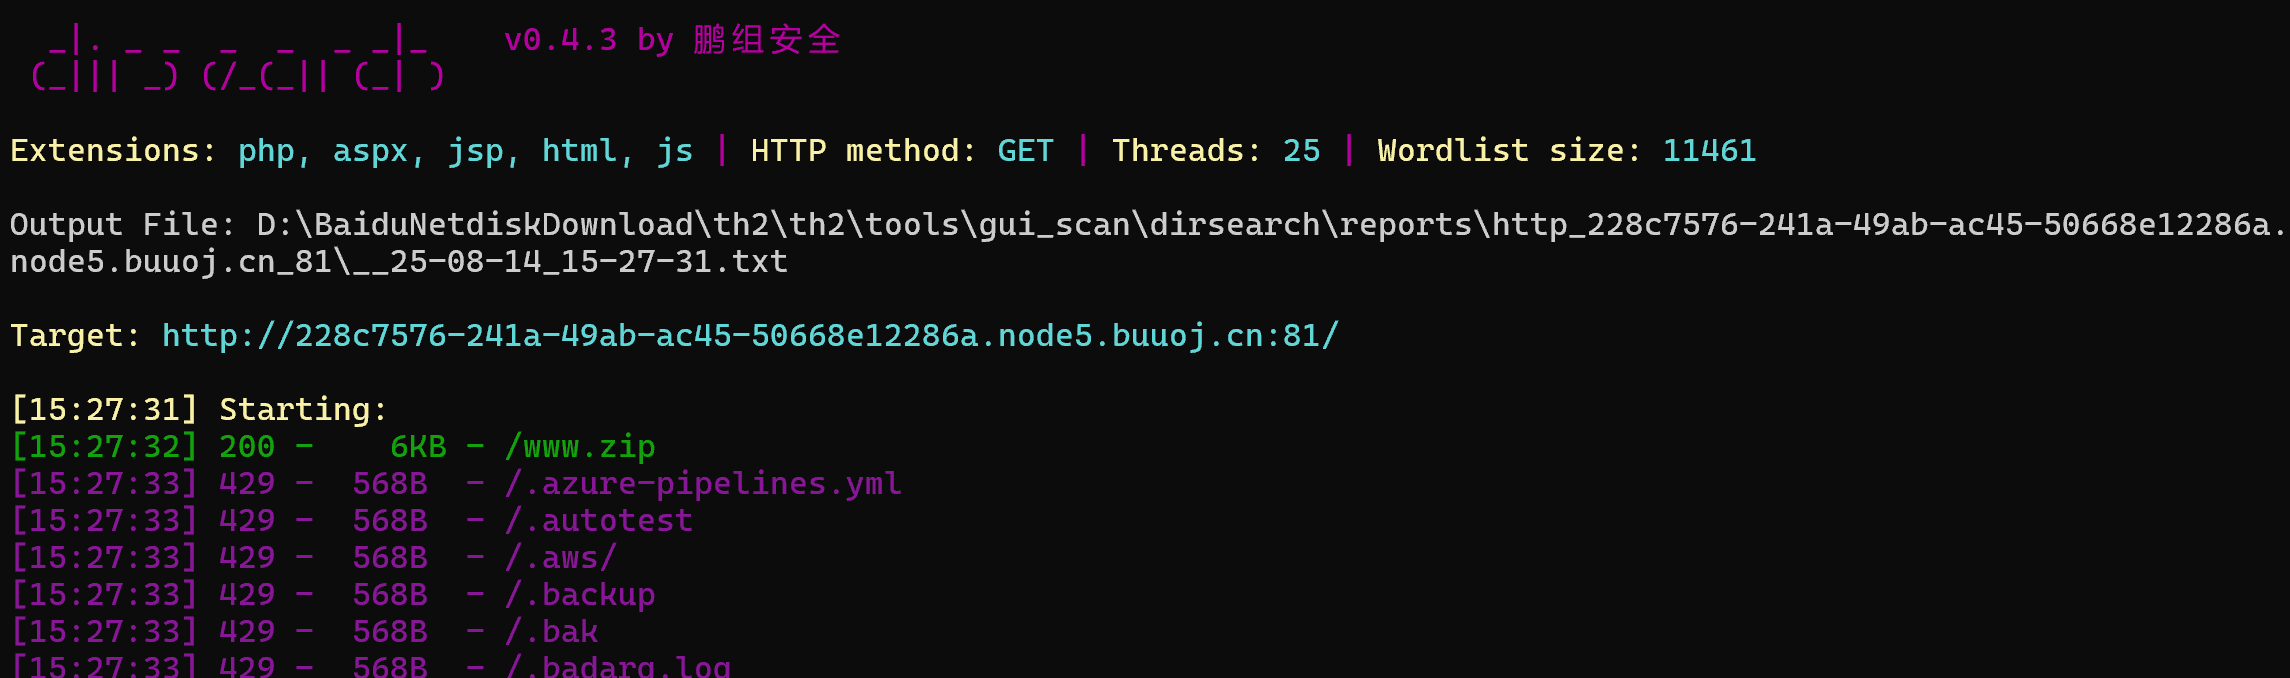 _|. _ _  _  _  _ _|_    v0.4.3 by 鹏组安全
(_||| _) (/_(_|| (_| )
Extensions: php, aspx, jsp, html, js | HTTP method: GET | Threads: 25 | Wordlist size: 11461
Output File: D:\BaiduNetdiskDownload\th2\th2\tools\gui_scan\dirsearch\reports\http_228c7576-241a-49ab-ac45-50668e12286a.
node5.buuoj.cn_81\__25-08-14_15-27-31.txt
Target: http://228c7576-241a-49ab-ac45-50668e12286a.node5.buuoj.cn:81/
[15:27:31] Starting:
[15:27:32] 200 -    6KB - /www.zip
[15:27:33] 429 -  568B  - /.azure-pipelines.yml
[15:27:33] 429 -  568B  - /.autotest
[15:27:33] 429 -  568B  - /.aws/
[15:27:33] 429 -  568B  - /.backup
[15:27:33] 429 -  568B  - /.bak
[15:27:33] 429 -  568B  - /.badarg.log